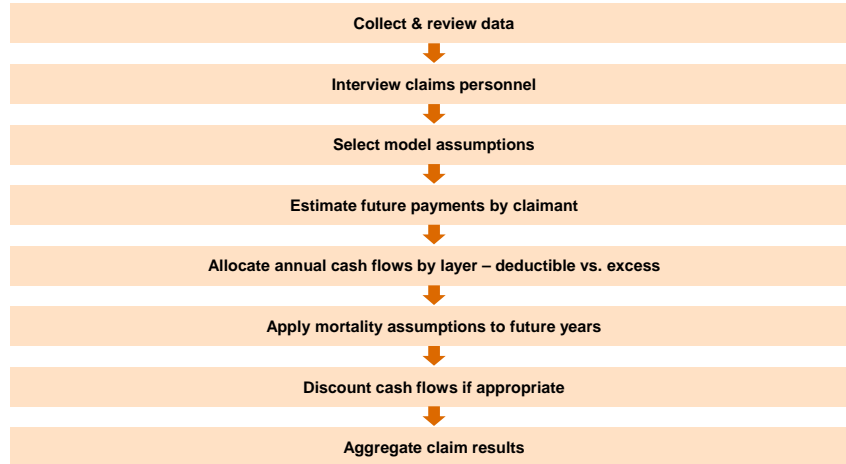 Collect & review data
Interview claims personnel
Select model assumptions
Estimate future payments by claimant
Allocate annual cash flows by layer – deductible vs. excess
Apply mortality assumptions to future years
Discount cash flows if appropriate
Aggregate claim results